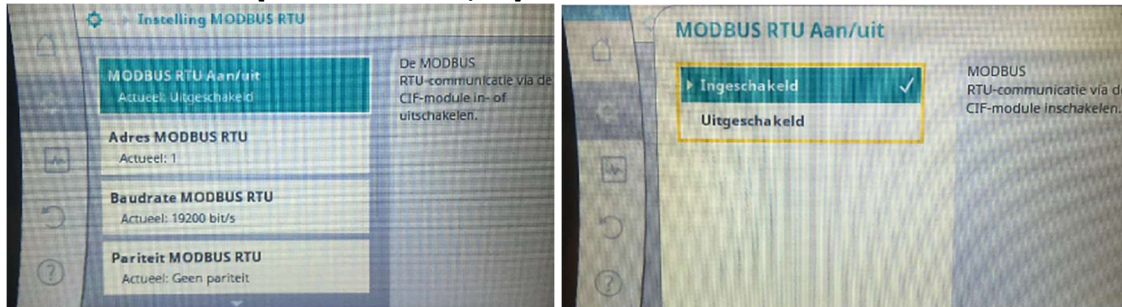 Instelling MODBUS RTU
MODBUS RTU Aan/uit
Actueel: Uitgeschakeld
Adres MODBUS RTU
Actueel: 1
Baudrate MODBUS RTU
Actueel: 19200 bit/s
Pariteit MODBUS RTU
Actueel: Geen pariteit
De MODBUS
RTU-communicatie via de
CIF-module in- of
uitschakelen.
?
MODBUS RTU Aan/uit
Ingeschakeld
Uitgeschakeld
MODBUS
RTU-communicatie via de
CIF-module inschakelen.
?